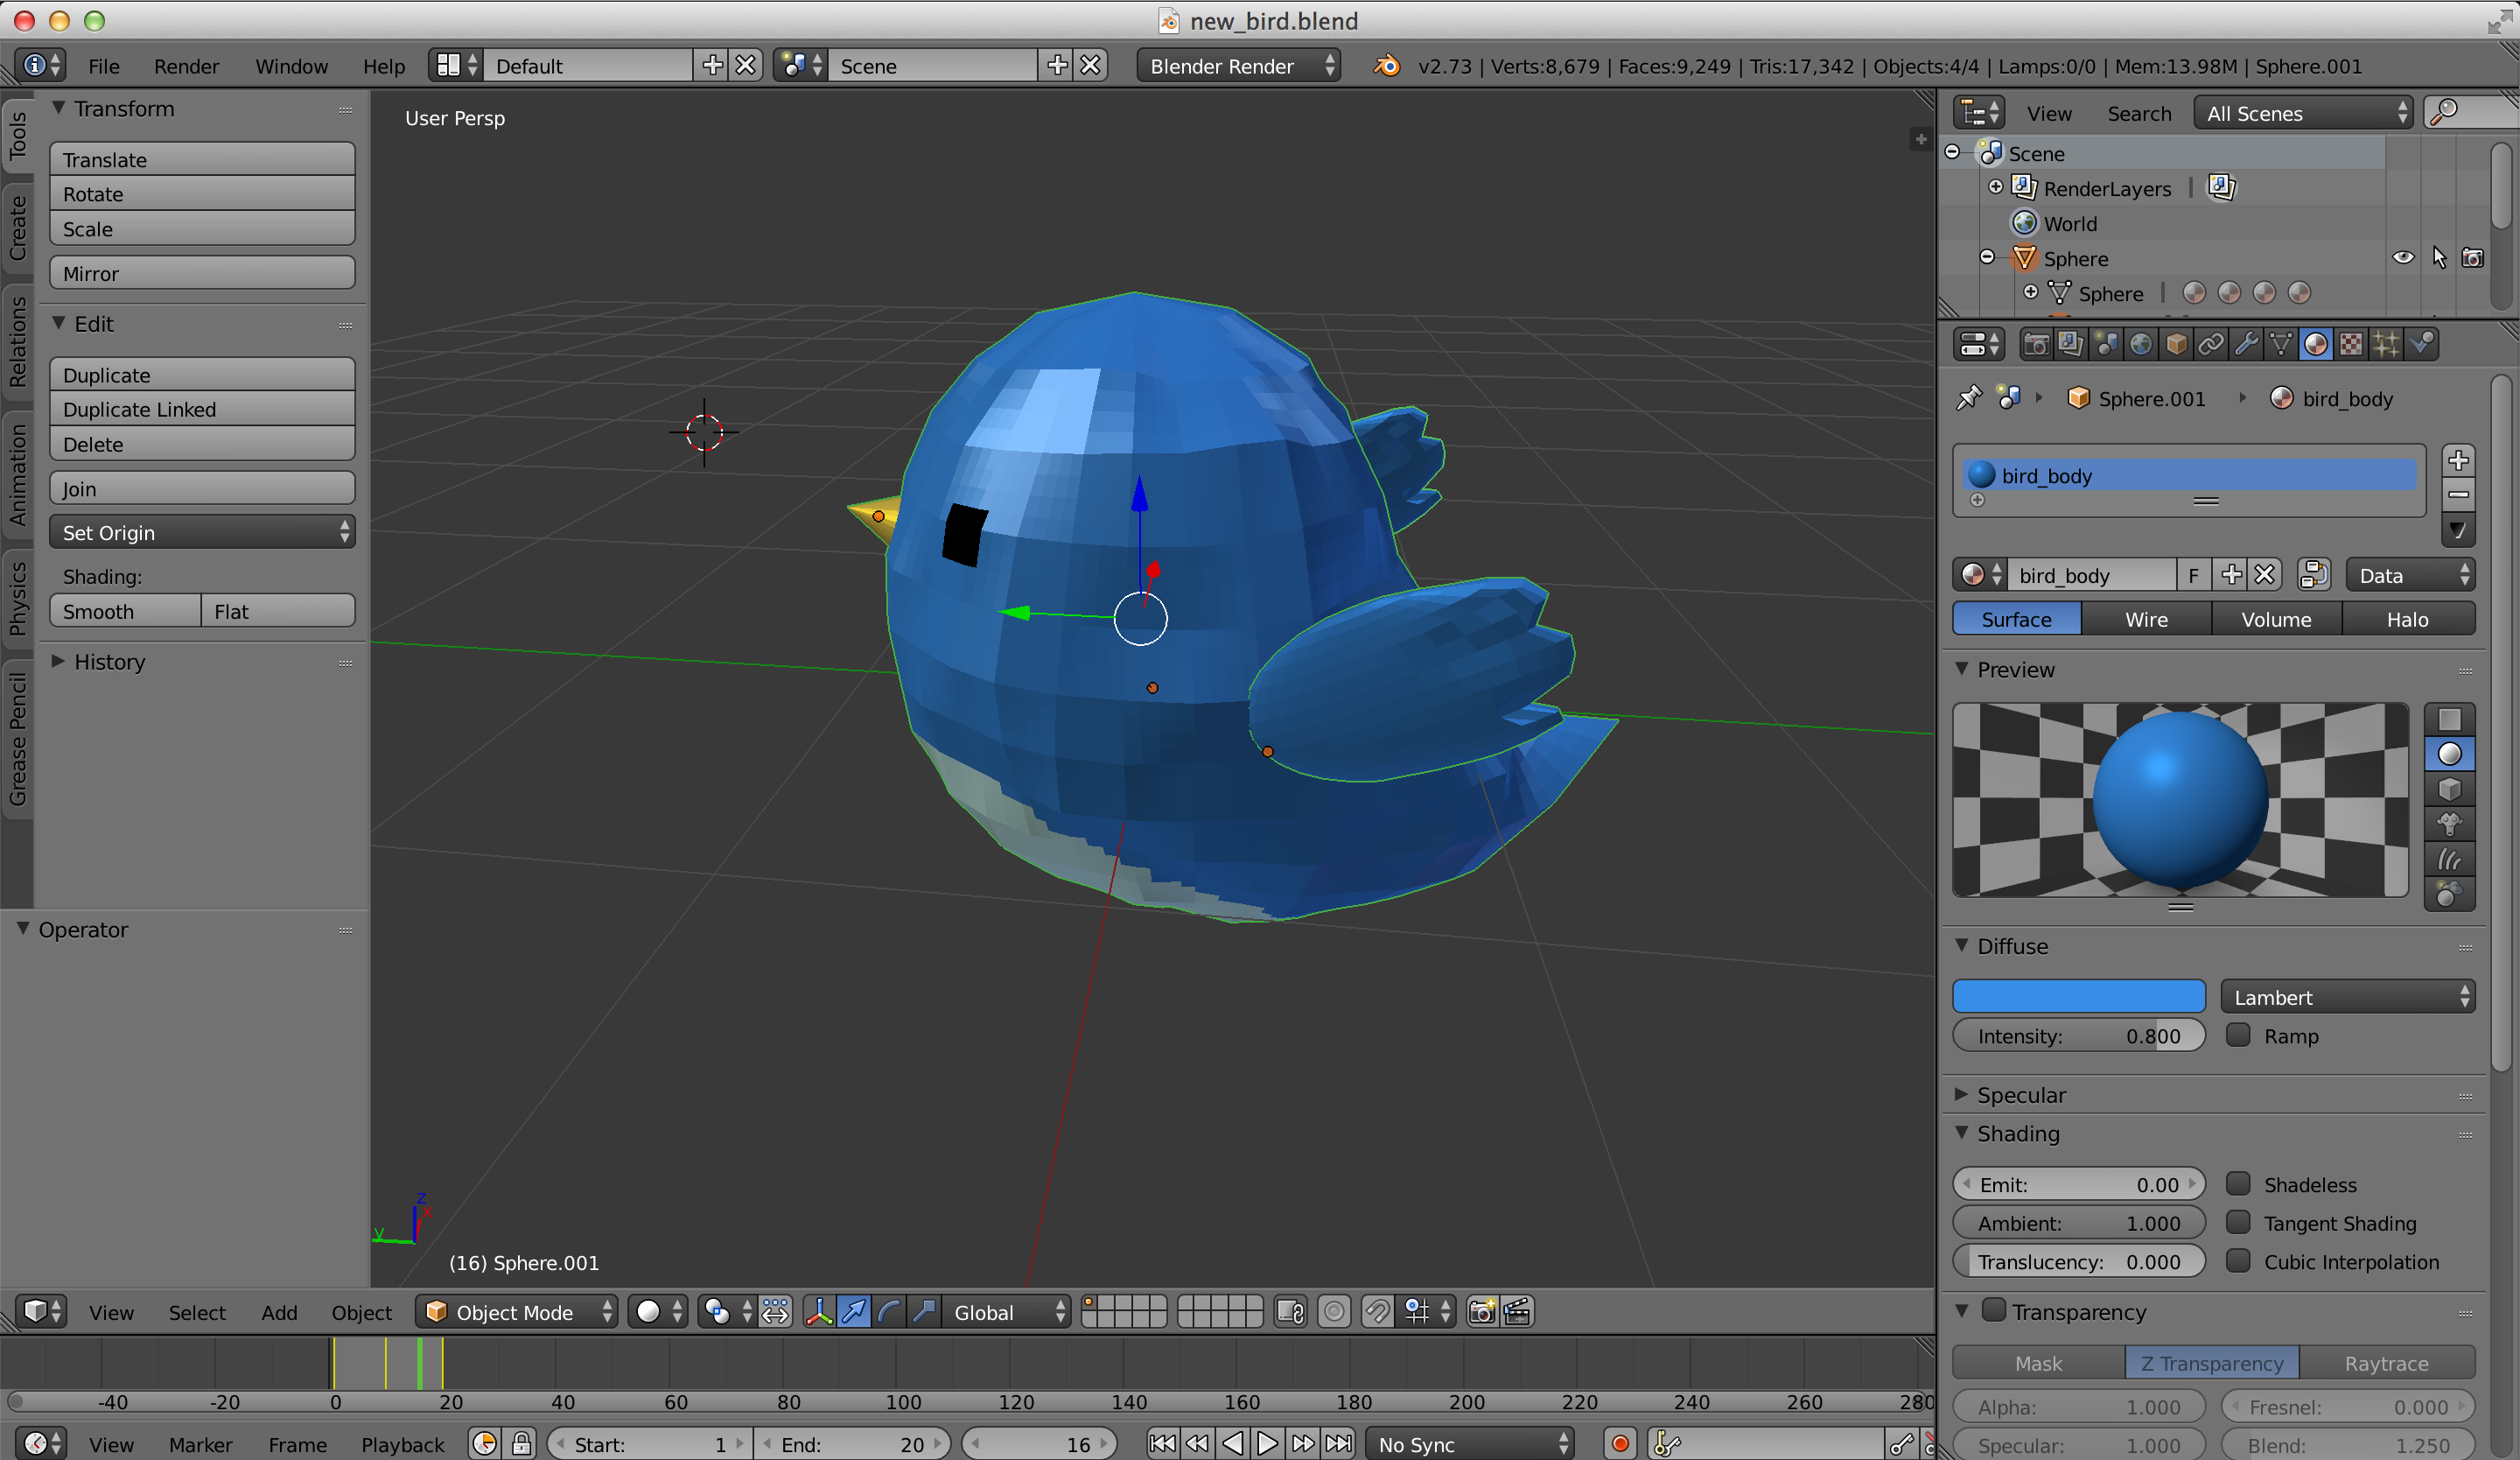 new_bird.blend
File Render Window Help Default Scene Blender Render v2.73 | Verts:8,679 | Faces:9,249 | Tris:17,342 | Objects:4/4 | Lamps:0/0 | Mem:13.98M | Sphere.001
Tools
Create
Relations
Animation
Physics
Grease Pencil
Transform
Translate
Rotate
Scale
Mirror
Edit
Duplicate
Duplicate Linked
Delete
Join
Set Origin
Shading:
Smooth Flat
History
Operator
User Persp
z
x
y
(16) Sphere.001
View Select Add Object Object Mode Global
-40 -20 0 20 40 60 80 100 120 140 160 180 200 220 240 260 280
View Marker Frame Playback Start: 1 End: 20 16 No Sync
View Search All Scenes
Scene
RenderLayers |
World
Sphere
Sphere |
Sphere.001 bird_body
bird_body
bird_body F Data
Surface Wire Volume Halo
Preview
Diffuse
Lambert
Intensity: 0.800 Ramp
Specular
Shading
Emit: 0.00 Shadeless
Ambient: 1.000 Tangent Shading
Translucency: 0.000 Cubic Interpolation
Transparency
Mask Z Transparency Raytrace
Alpha: 1.000 Fresnel: 0.000
Specular: 1.000 Blend: 1.250